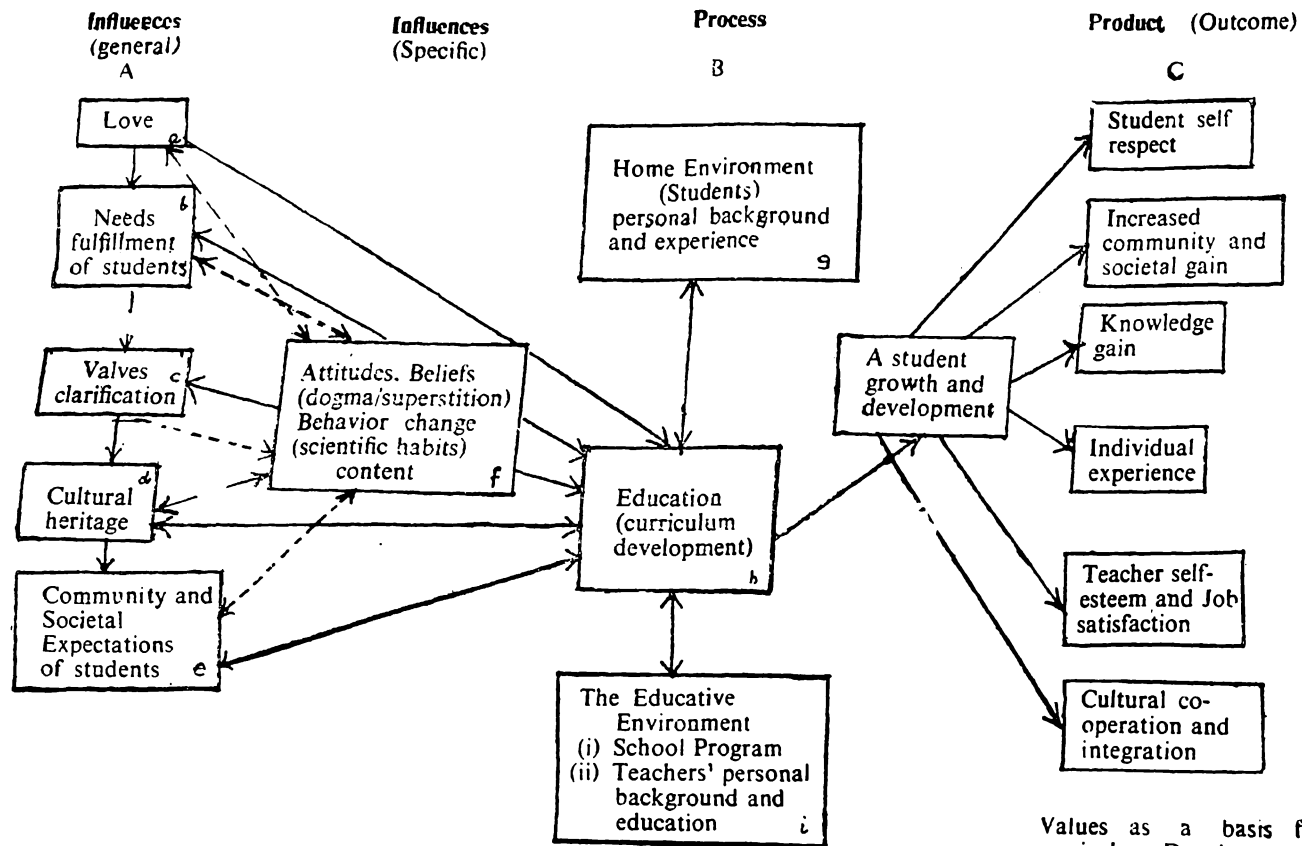 Influeeces
(general)
A
Influences
(Specific)
Process
B
Product (Outcome)
C
Love
a
b
Needs
fulfillment
of students
Valves
clarification
c
d
Cultural
heritage
Community and
Societal
Expectations
of students
e
Attitudes. Beliefs
(dogma/superstition)
Behavior change
(scientific habits)
content
f
Home Environment
(Students)
personal background
and experience
g
Education
(curriculum
development)
h
The Educative
Environment
(i) School Program
(ii) Teachers' personal
background and
education
i
A student
growth and
development
Student self
respect
Increased
community and
societal gain
Knowledge
gain
Individual
experience
Teacher self-
esteem and Job
satisfaction
Cultural co-
operation and
integration
Values as a basis